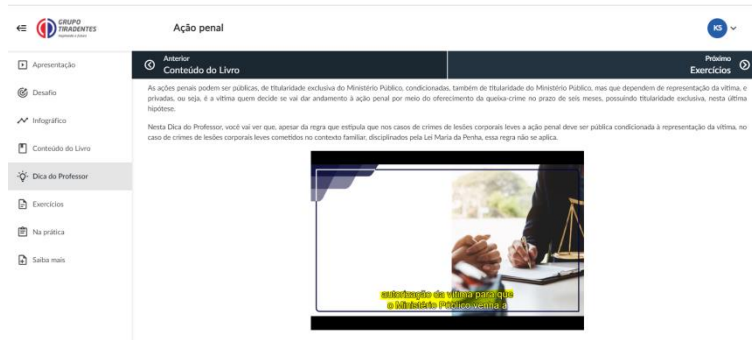 GRUPO
TIRADENTES
Ação penal
KS
Apresentação
Desafio
Infográfico
Conteúdo do Livro
Dica do Professor
Exercícios
Na prática
Saiba mais
Anterior
Conteúdo do Livro
Próximo
Exercícios
As ações penais podem ser públicas, de titularidade exclusiva do Ministério Público, condicionadas, também de titularidade do Ministério Público, mas que dependem de representação da vítima, e
privadas, ou seja, é a vítima quem decide se vai dar andamento à ação penal por meio do oferecimento da queixa-crime no prazo de seis meses, possuindo titularidade exclusiva, nesta última
hipótese.
Nesta Dica do Professor, você vai ver que, apesar da regra que estipula que nos casos de crimes de lesões corporais leves a ação penal deve ser pública condicionada à representação da vítima, no
caso de crimes de lesões corporais leves cometidos no contexto familiar, disciplinados pela Lei Maria da Penha, essa regra não se aplica.
autorização da vítima para que
o Ministério Público venha a